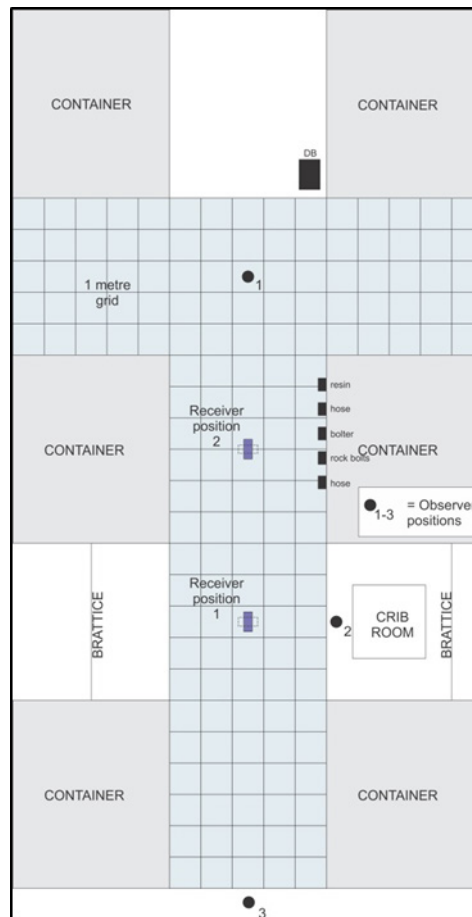 CONTAINER
CONTAINER
DB
1
1 metre
grid
resin
Receiver
position
2
hose
bolter
CONTAINER
CONTAINER
rock bolts
hose
1-3
= Observer
positions
Receiver
position
1
BRATTICE
2
CRIB
ROOM
BRATTICE
CONTAINER
CONTAINER
3